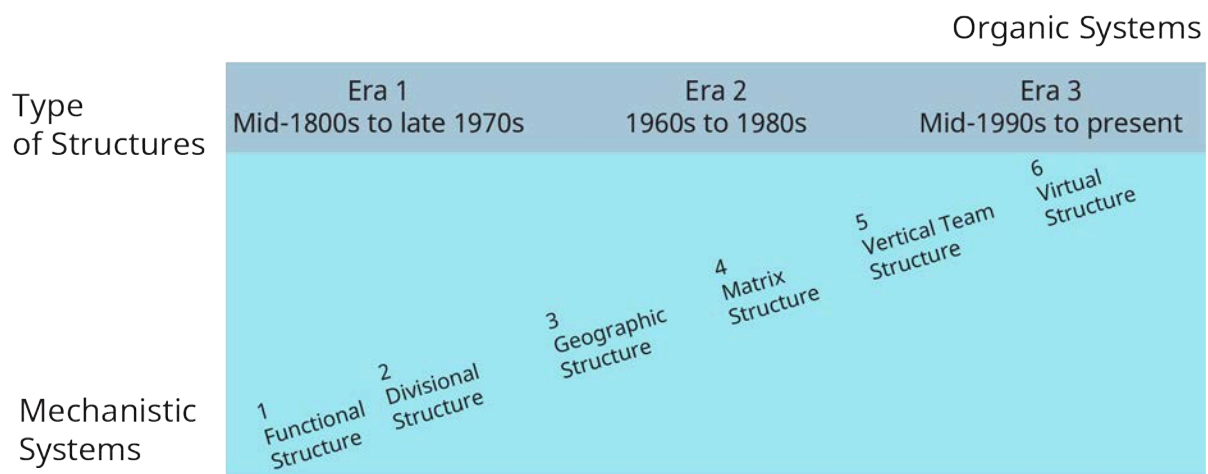 Organic Systems
Type
of Structures
Era 1
Mid-1800s to late 1970s
Era 2
1960s to 1980s
Era 3
Mid-1990s to present
6
Virtual
Structure
5
Vertical Team
Structure
4
Matrix
Structure
3
Geographic
Structure
2
Divisional
Structure
1
Functional
Structure
Mechanistic
Systems